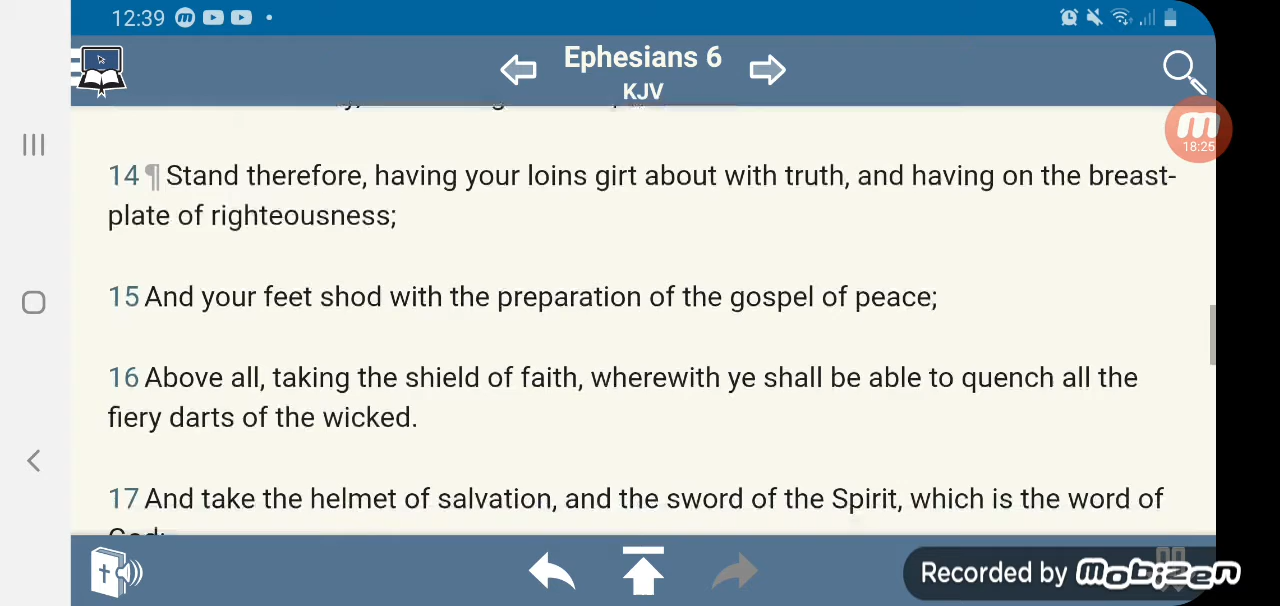 12:39
Ephesians 6
KJV
18:25
14 ¶ Stand therefore, having your loins girt about with truth, and having on the breast-
plate of righteousness;
15 And your feet shod with the preparation of the gospel of peace;
16 Above all, taking the shield of faith, wherewith ye shall be able to quench all the
fiery darts of the wicked.
17 And take the helmet of salvation, and the sword of the Spirit, which is the word of
God:
Recorded by mobizen